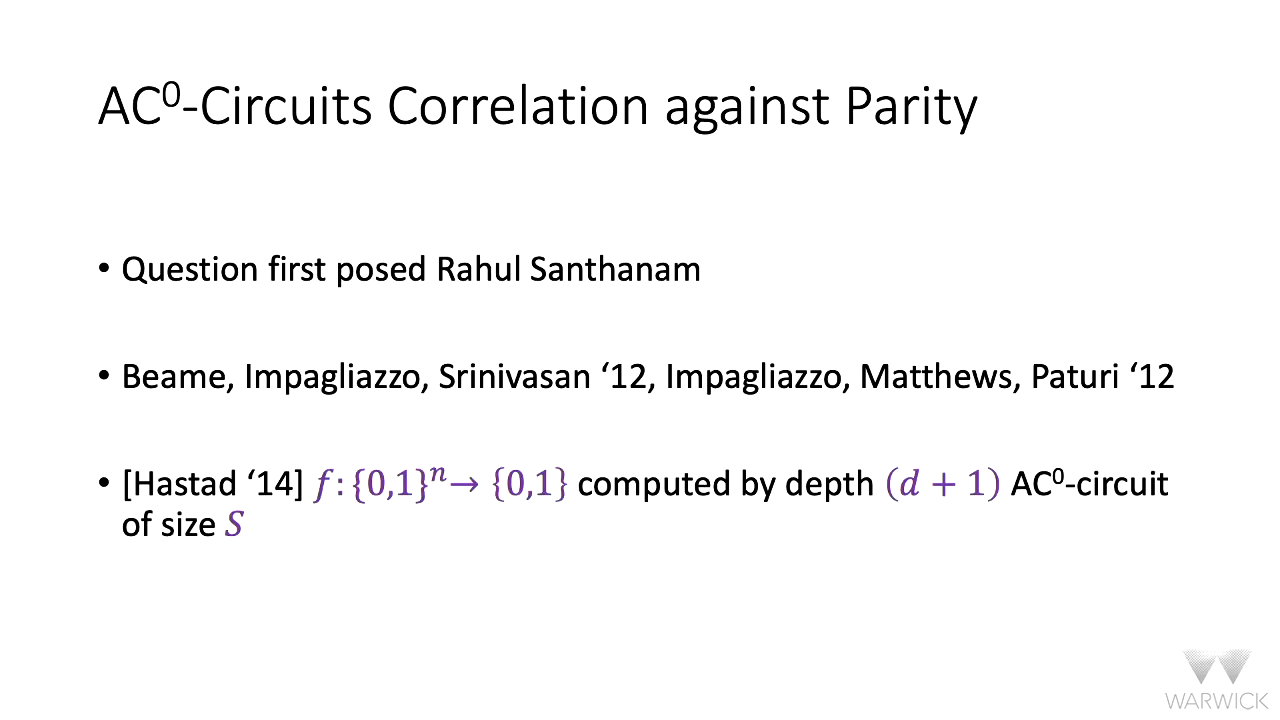 AC⁰-Circuits Correlation against Parity
• Question first posed Rahul Santhanam
• Beame, Impagliazzo, Srinivasan ‘12, Impagliazzo, Matthews, Paturi ‘12
• [Hastad ‘14] 𝑓: {0,1}ⁿ→ {0,1} computed by depth (𝑑 + 1) AC⁰-circuit
of size 𝑆
WARWICK